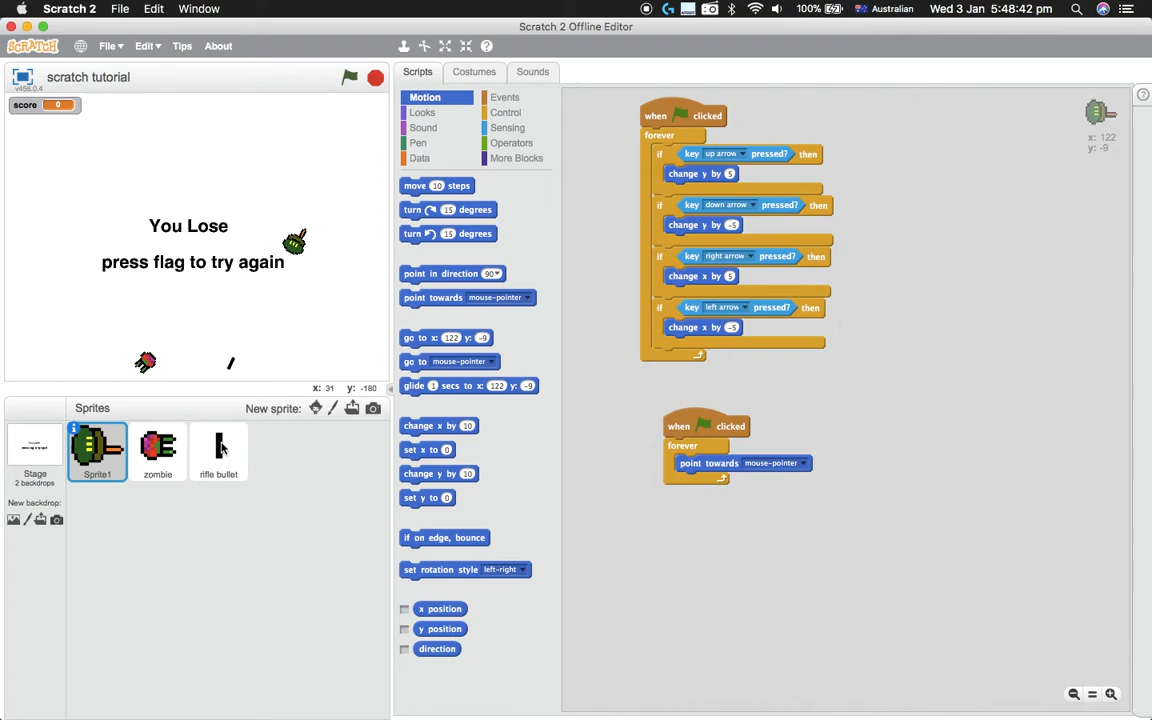 Scratch 2 File Edit Window 100% Australian Wed 3 Jan 5:48:42 pm
Scratch 2 Offline Editor
SCRATCH File Edit Tips About
scratch tutorial
v456.0.4
score 0
You Lose
press flag to try again
x: 31 y: -180
Sprites New sprite:
Stage
2 backdrops
New backdrop:
Sprite1 zombie rifle bullet
Scripts Costumes Sounds
Motion Events
Looks Control
Sound Sensing
Pen Operators
Data More Blocks
move 10 steps
turn 15 degrees
turn 15 degrees
point in direction 90
point towards mouse-pointer
go to x: 122 y: -9
go to mouse-pointer
glide 1 secs to x: 122 y: -9
change x by 10
set x to 0
change y by 10
set y to 0
if on edge, bounce
set rotation style left-right
x position
y position
direction
when clicked
forever
if key up arrow pressed? then
change y by 5
if key down arrow pressed? then
change y by -5
if key right arrow pressed? then
change x by 5
if key left arrow pressed? then
change x by -5
when clicked
forever
point towards mouse-pointer
x: 122
y: -9